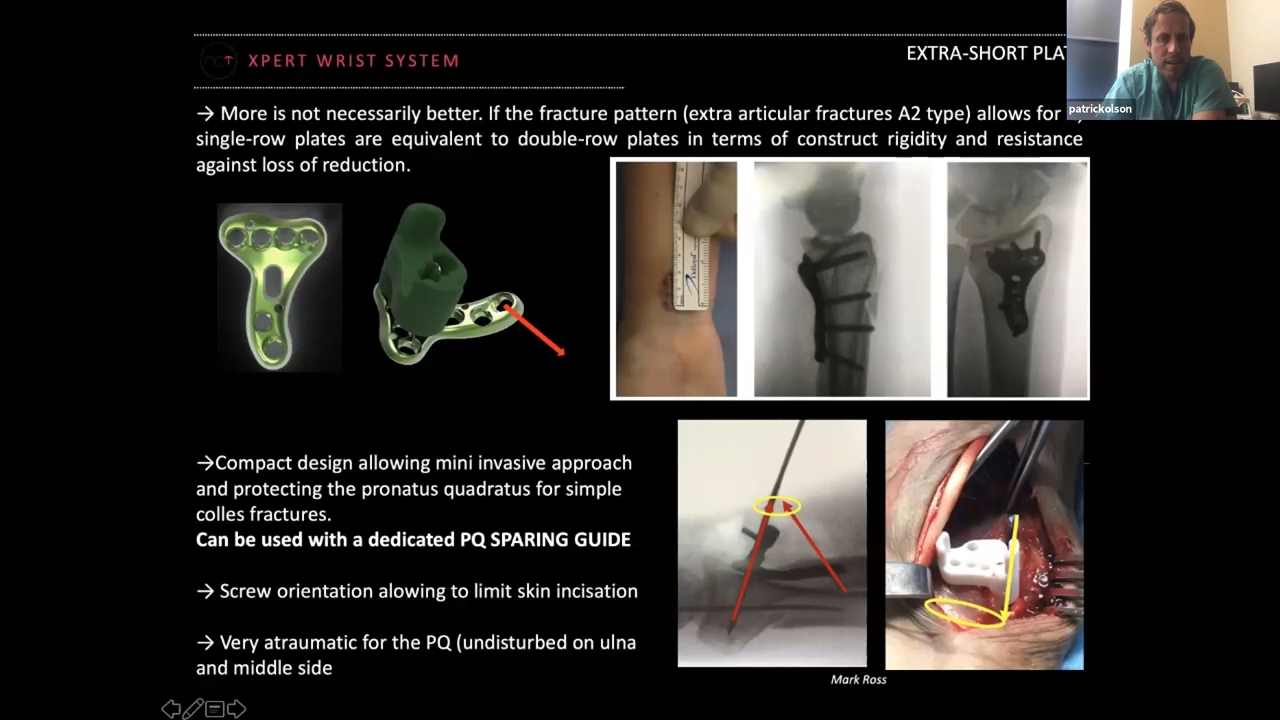 XPERT WRIST SYSTEM
EXTRA-SHORT
patrickolson
→ More is not necessarily better. If the fracture pattern (extra articular fractures A2 type) allows for
single-row plates are equivalent to double-row plates in terms of construct rigidity and resistance
against loss of reduction.
→Compact design allowing mini invasive approach
and protecting the pronatus quadratus for simple
colles fractures.
Can be used with a dedicated PQ SPARING GUIDE
→ Screw orientation alowing to limit skin incisation
→ Very atraumatic for the PQ (undisturbed on ulna
and middle side
Mark Ross